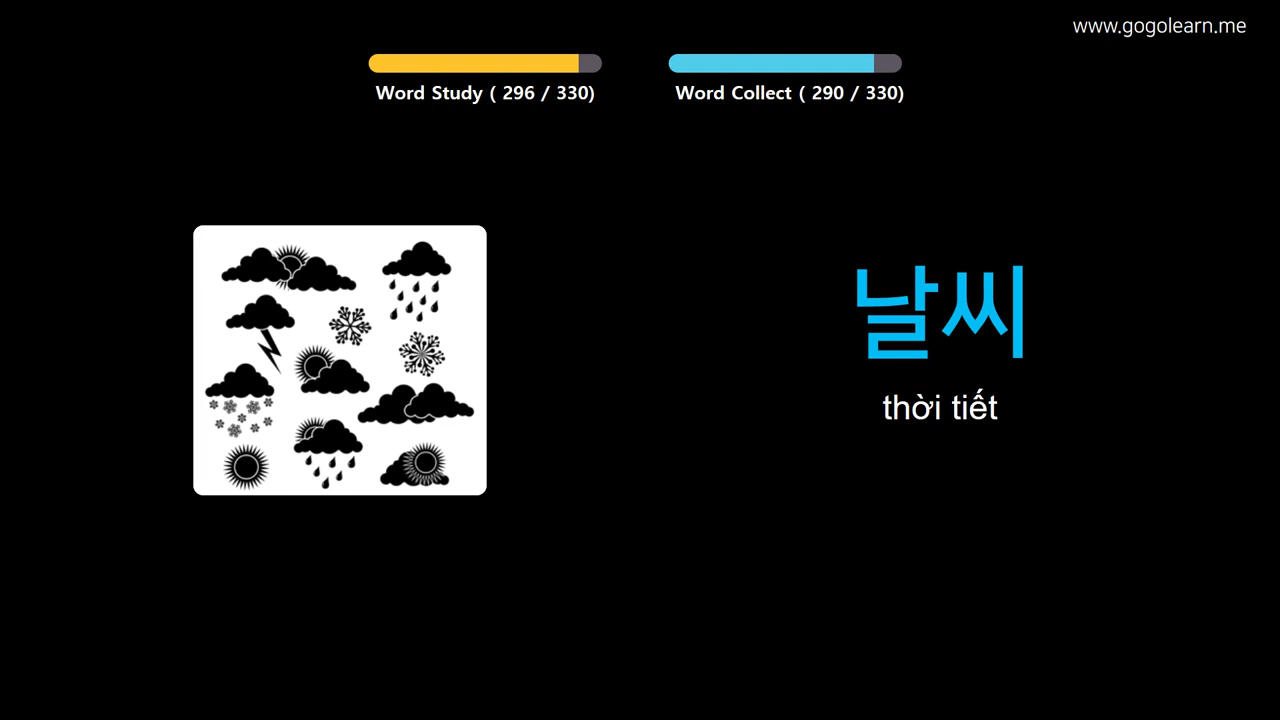 www.gogolearn.me
Word Study ( 296 / 330)
Word Collect ( 290 / 330)
날씨
thời tiết